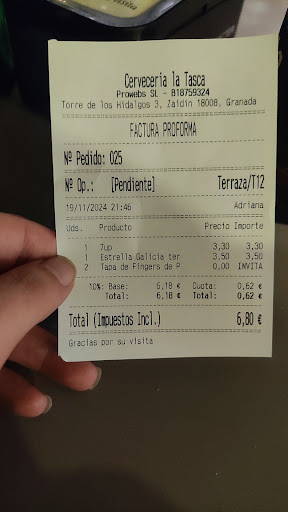 Cerveceria la Tasca
Prowebs SL - B18759324
Torre de los Hidalgos 3, Zaidín 18008, Granada
FACTURA PROFORMA
Nº Pedido: 025
Nº Op.: [Pendiente] Terraza/T12
19/11/2024 21:46 Adriana
Uds. Producto Precio Importe
1 7up 3,30 3,30
1 Estrella Galicia ter 3,50 3,50
2 Tapa de Fingers de P 0,00 INVITA
10%: Base: 6,18 € Cuota: 0,62 €
Total: 6,18 € Total: 0,62 €
Total (Impuestos Incl.) 6,80 €
Gracias por su visita